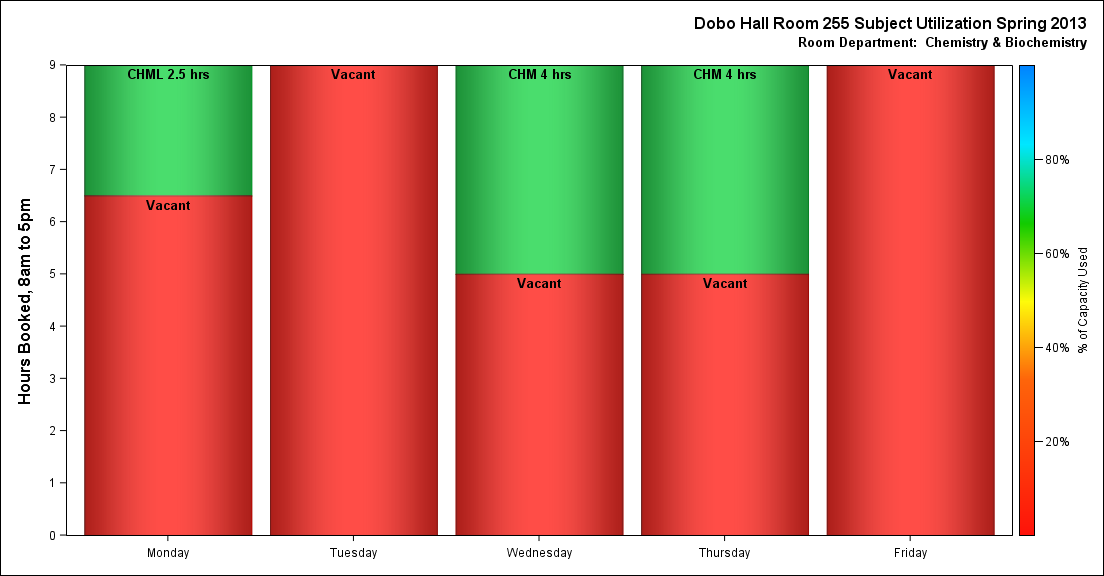 Dobo Hall Room 255 Subject Utilization Spring 2013
Room Department:  Chemistry & Biochemistry
Hours Booked, 8am to 5pm
9
8
7
6
5
4
3
2
1
0
CHML 2.5 hrs
Vacant
Vacant
CHM 4 hrs
Vacant
CHM 4 hrs
Vacant
Vacant
Monday
Tuesday
Wednesday
Thursday
Friday
80%
60%
40%
20%
% of Capacity Used